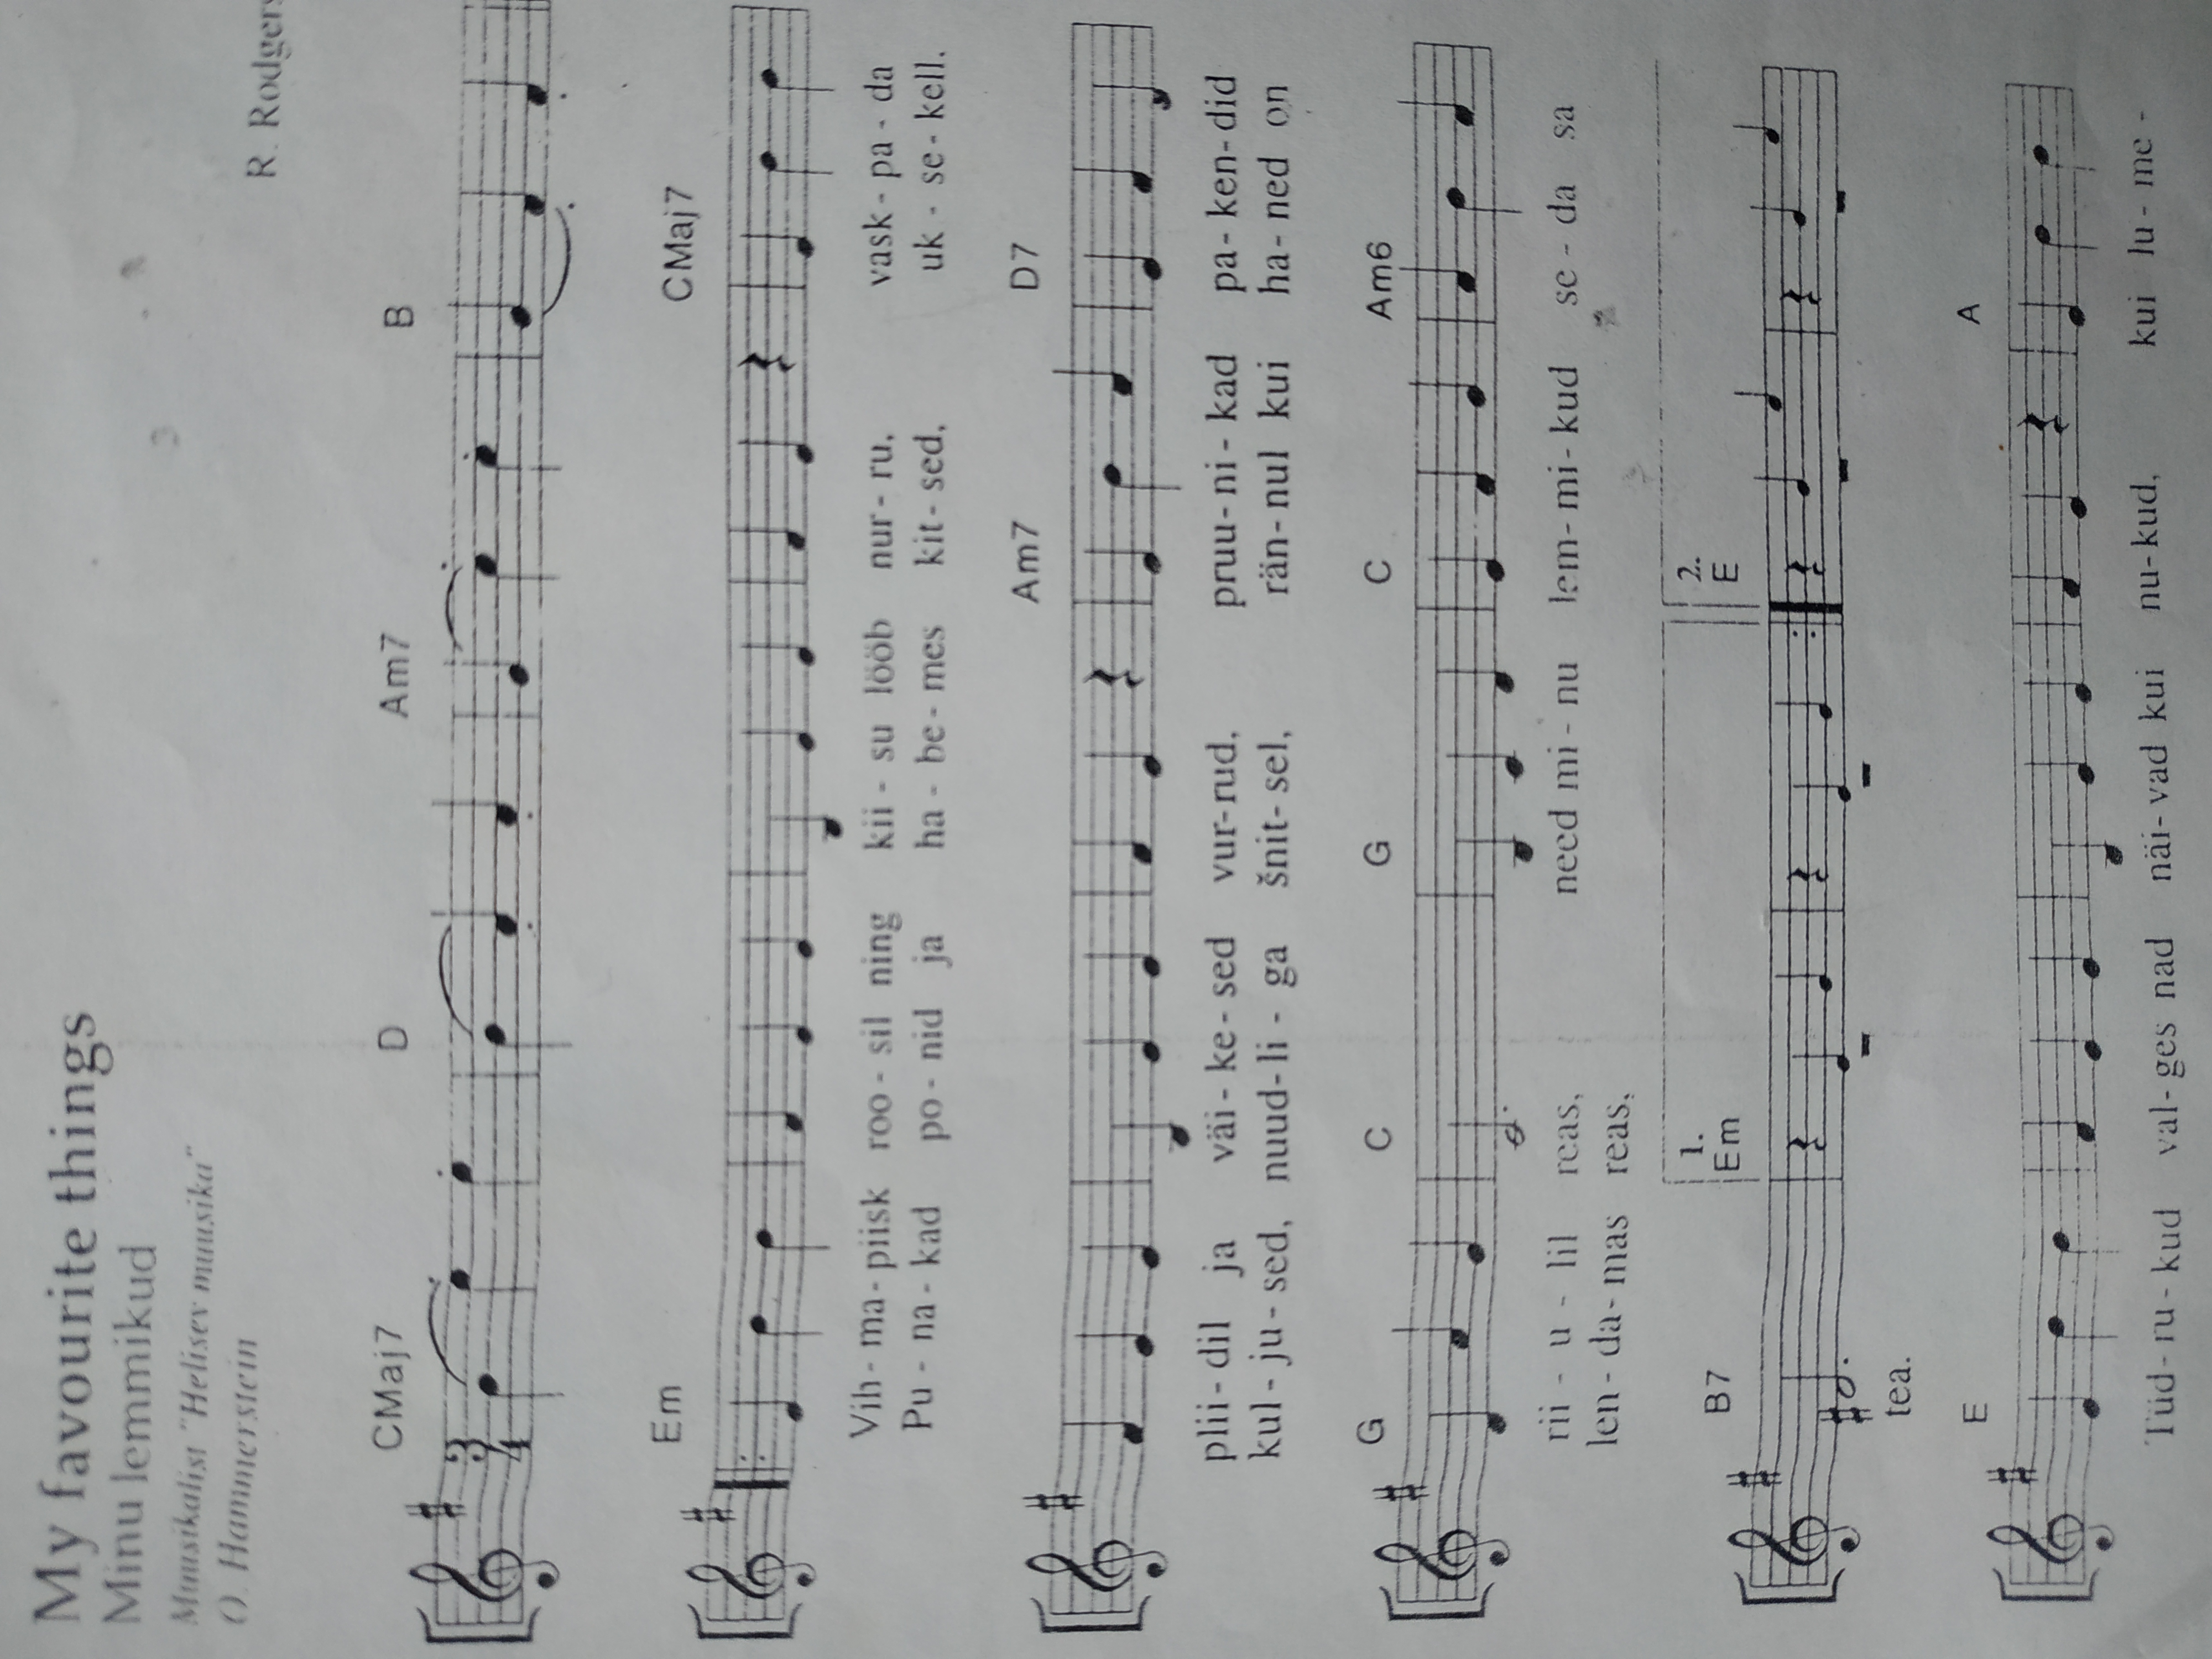 My favourite things
Minu lemmikud
Muusikalist "Helisev muusika"
O. Hammerstein
R. Rodgers
CMaj7 D Am7 B
3
4
Em CMaj7
Vih - ma - piisk roo - sil ning kii - su lööb nur - ru, vask - pa - da
Pu - na - kad po - nid ja ha - be - mes kit - sed, uk - se - kell,
Am7 D7
plii - dil ja väi - ke - sed vur - rud, pruu - ni - kad pa - ken - did
kul - ju - sed, nuud - li - ga šnit - sel, rän - nul kui ha - ned on
G C G C Am6
rii - u - lil reas, need mi - nu lem - mi - kud se - da sa
len - da - mas reas,
1. 2.
B7 Em E
tea.
E A
Tüd - ru - kud val - ges nad näi - vad kui nu - kud, kui lu - me -